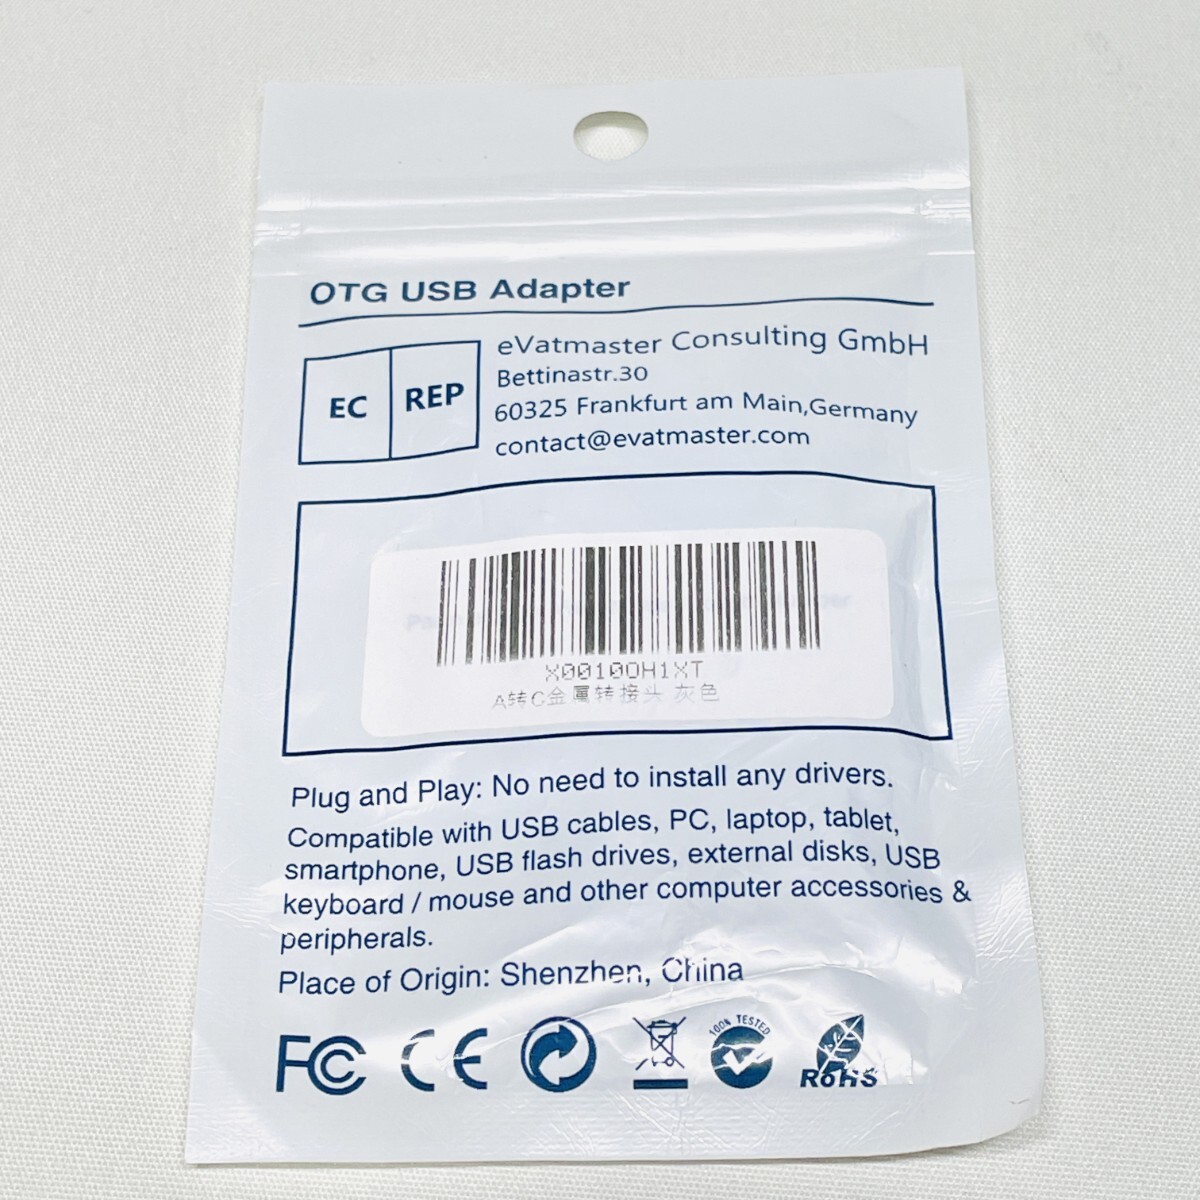 OTG USB Adapter
EC REP
eVatmaster Consulting GmbH
Bettinastr.30
60325 Frankfurt am Main,Germany
contact@evatmaster.com
X0010OH1XT
A转C金属转接头 灰色
Plug and Play: No need to install any drivers.
Compatible with USB cables, PC, laptop, tablet,
smartphone, USB flash drives, external disks, USB
keyboard / mouse and other computer accessories &
peripherals.
Place of Origin: Shenzhen, China
FC CE
100% TESTED
RoHS